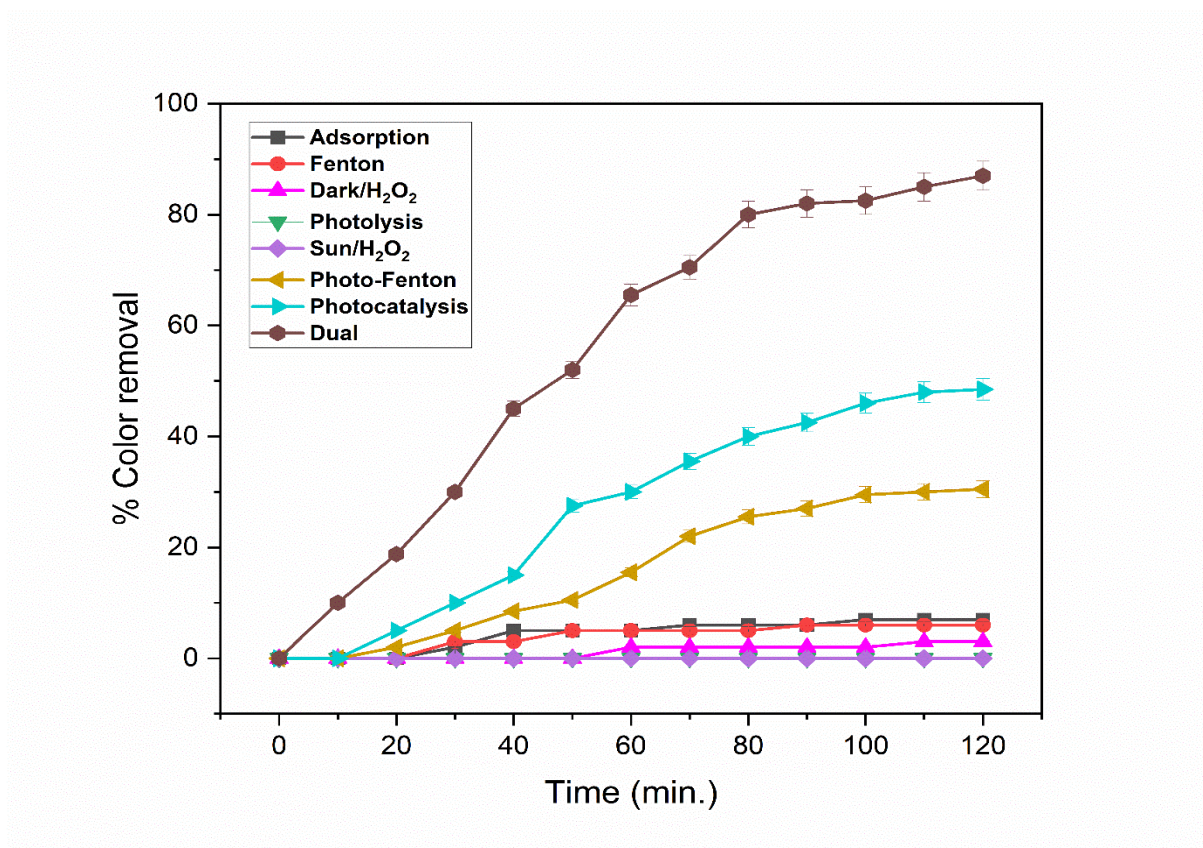 100
80
60
40
20
0
% Color removal
Adsorption
Fenton
Dark/H₂O₂
Photolysis
Sun/H₂O₂
Photo-Fenton
Photocatalysis
Dual
0 20 40 60 80 100 120
Time (min.)